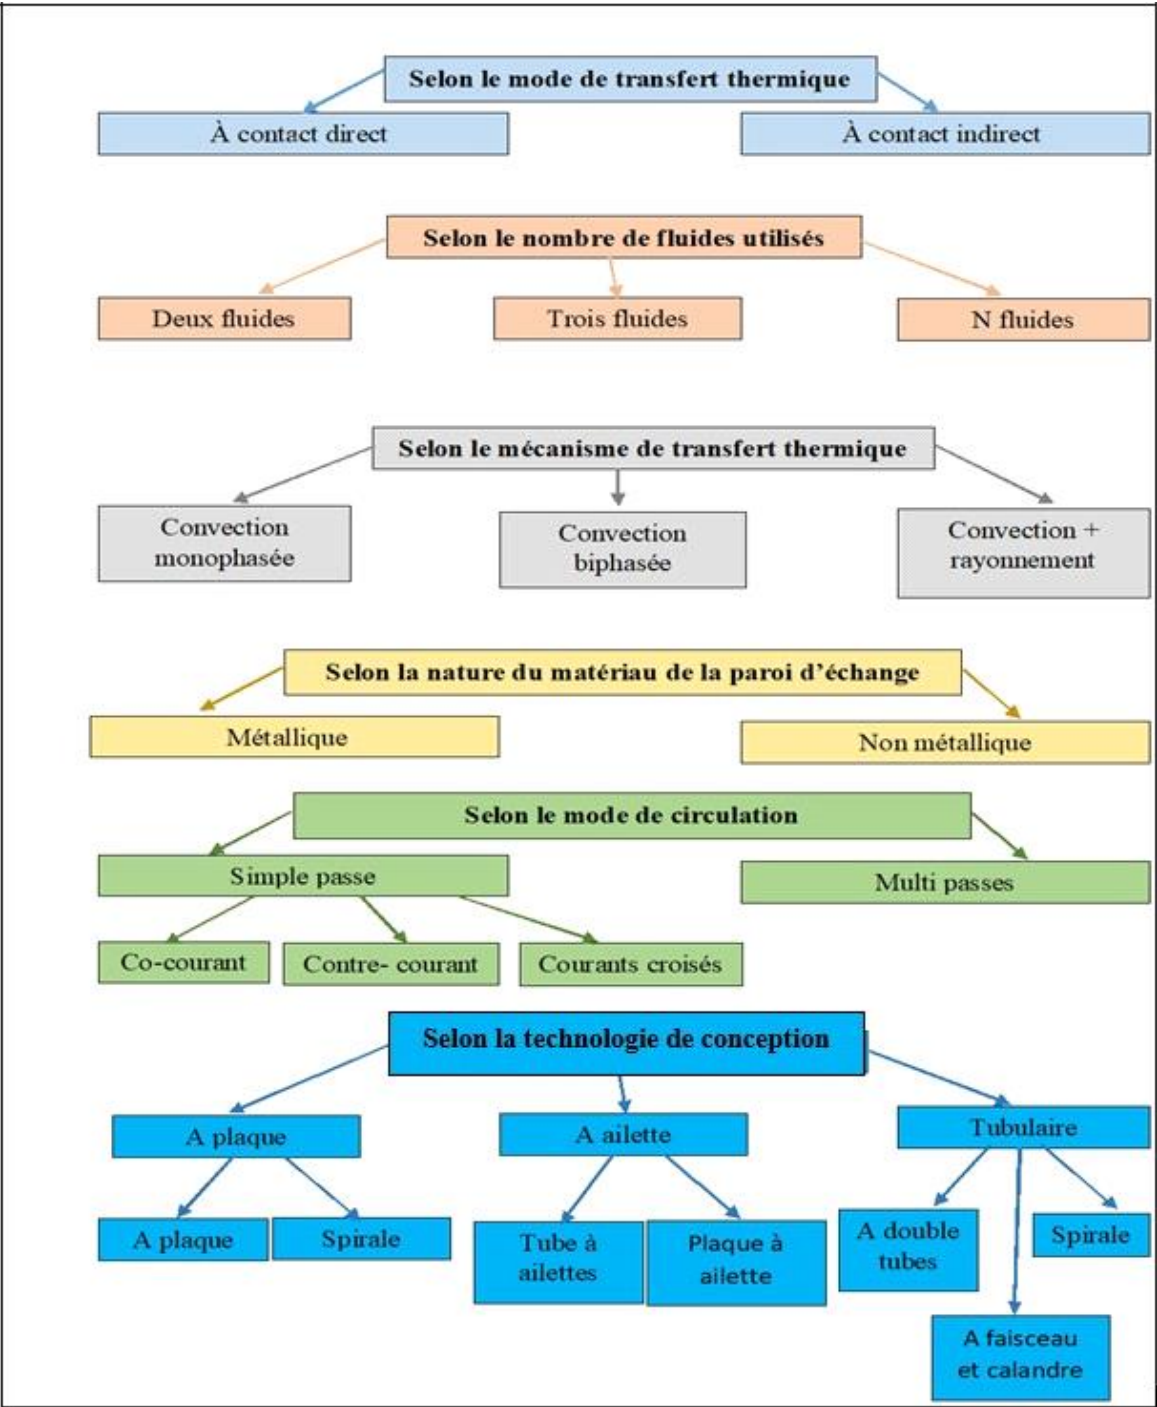 Selon le mode de transfert thermique
À contact direct
À contact indirect
Selon le nombre de fluides utilisés
Deux fluides
Trois fluides
N fluides
Selon le mécanisme de transfert thermique
Convection
monophasée
Convection
biphasée
Convection +
rayonnement
Selon la nature du matériau de la paroi d'échange
Métallique
Non métallique
Selon le mode de circulation
Simple passe
Multi passes
Co-courant
Contre- courant
Courants croisés
Selon la technologie de conception
A plaque
A ailette
Tubulaire
A plaque
Spirale
Tube à
ailettes
Plaque à
ailette
A double
tubes
Spirale
A faisceau
et calandre